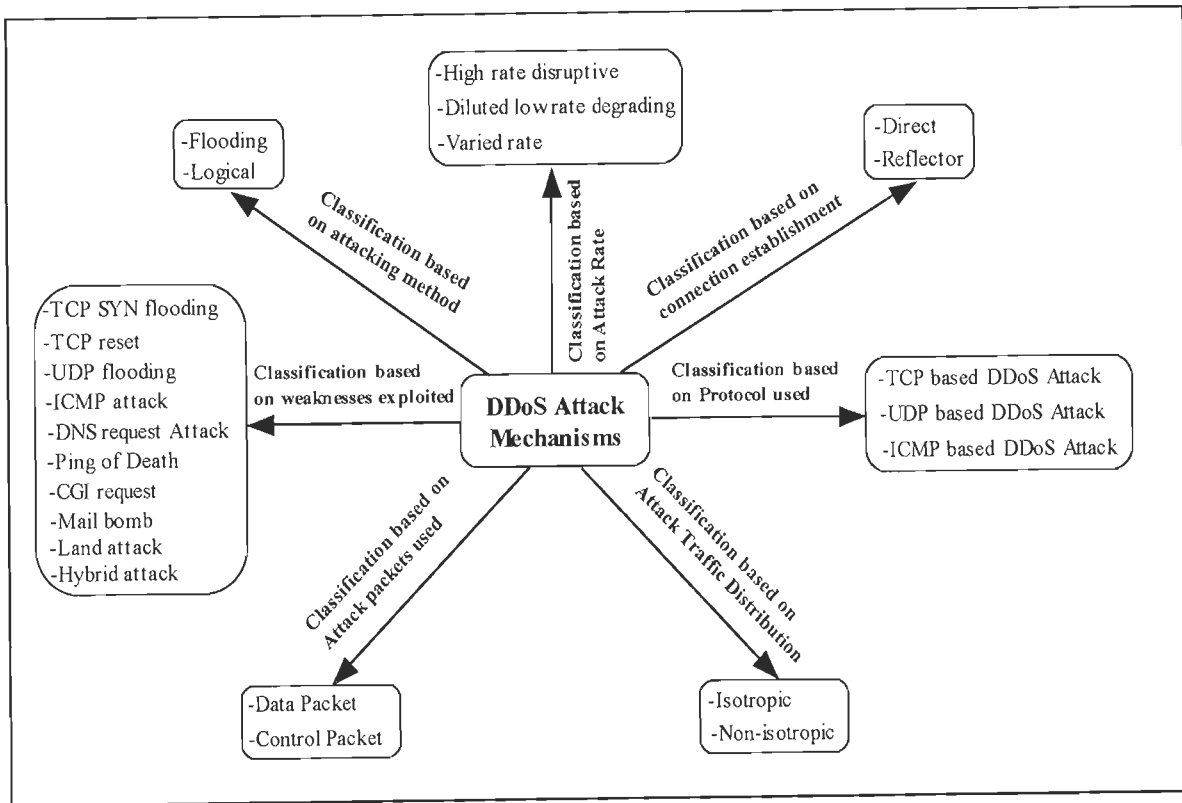 -High rate disruptive
-Diluted low rate degrading
-Varied rate
-Flooding
-Logical
-Direct
-Reflector
Classification based
on attacking method
Classification based
on Attack Rate
Classification based on
connection establishment
-TCP SYN flooding
-TCP reset
-UDP flooding
-ICMP attack
-DNS request Attack
-Ping of Death
-CGI request
-Mail bomb
-Land attack
-Hybrid attack
Classification based
on weaknesses exploited
DDoS Attack
Mechanisms
Classification based
on Protocol used
-TCP based DDoS Attack
-UDP based DDoS Attack
-ICMP based DDoS Attack
Classification based on
Attack packets used
Classification based on
Attack Traffic Distribution
-Data Packet
-Control Packet
-Isotropic
-Non-isotropic